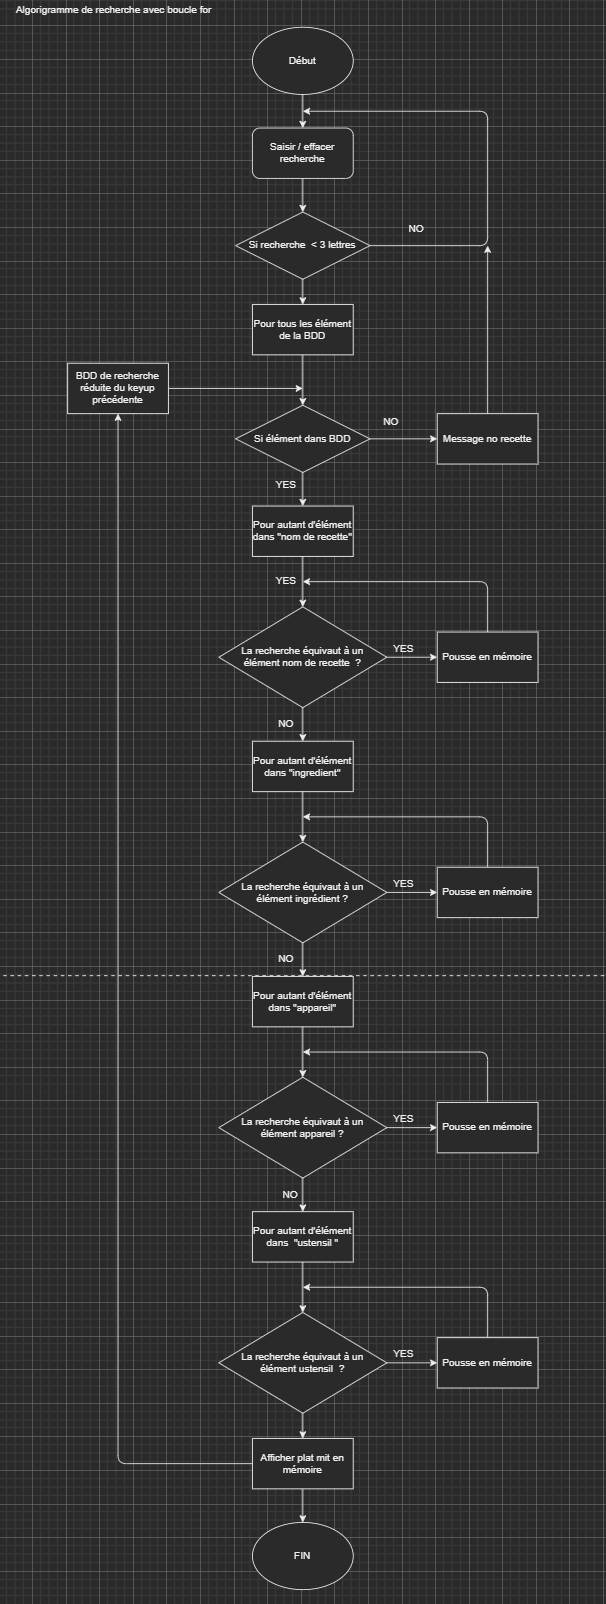 Algorigramme de recherche avec boucle for
Début
Saisir / effacer
recherche
NO
Si recherche < 3 lettres
Pour tous les élément
de la BDD
BDD de recherche
réduite du keyup
précédente
NO
Si élément dans BDD
Message no recette
YES
Pour autant d'élément
dans "nom de recette"
YES
La recherche équivaut à un
élément nom de recette ?
YES
Pousse en mémoire
NO
Pour autant d'élément
dans "ingredient"
La recherche équivaut à un
élément ingrédient ?
YES
Pousse en mémoire
NO
Pour autant d'élément
dans "appareil"
La recherche équivaut à un
élément appareil ?
YES
Pousse en mémoire
NO
Pour autant d'élément
dans "ustensil "
La recherche équivaut à un
élément ustensil ?
YES
Pousse en mémoire
Afficher plat mit en
mémoire
FIN